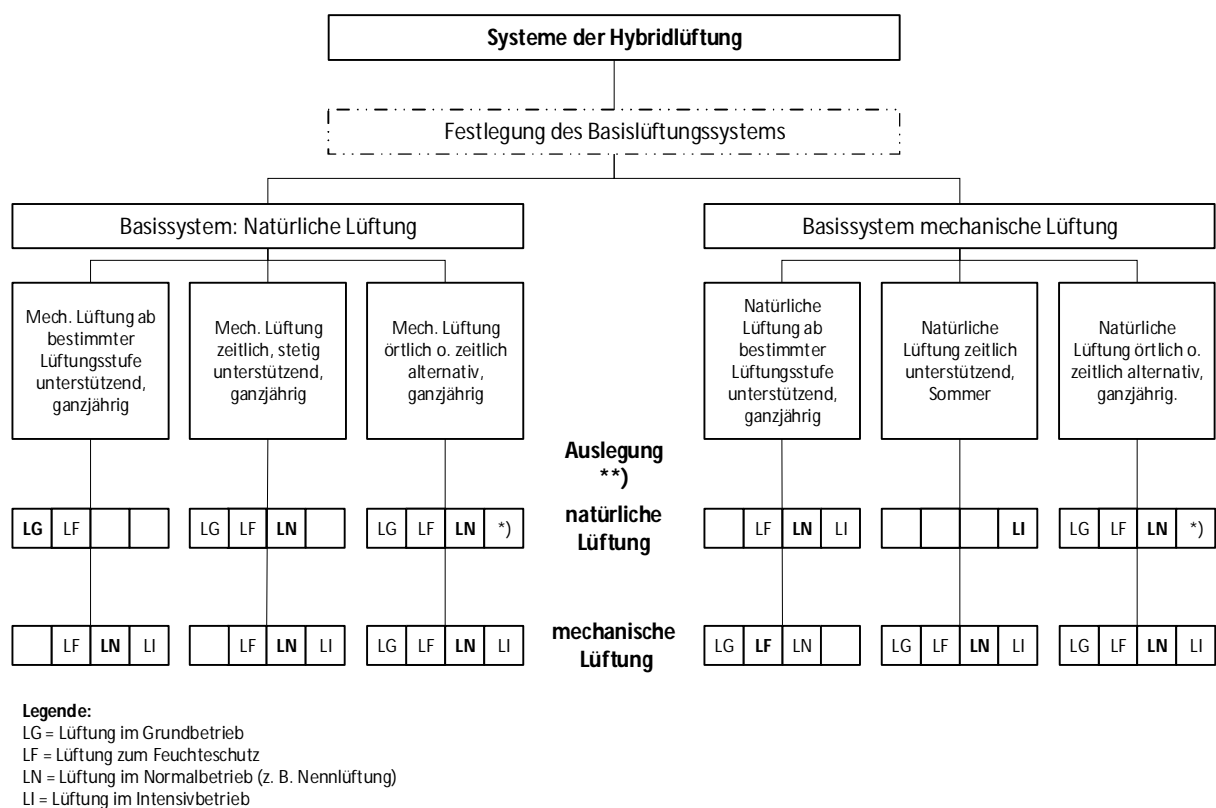 Systeme der Hybridlüftung
Festlegung des Basislüftungssystems
Basissystem: Natürliche Lüftung
Basissystem mechanische Lüftung
Mech. Lüftung ab
bestimmter
Lüftungsstufe
unterstützend,
ganzjährig
Mech. Lüftung
zeitlich, stetig
unterstützend,
ganzjährig
Mech. Lüftung
örtlich o. zeitlich
alternativ,
ganzjährig
Natürliche
Lüftung ab
bestimmter
Lüftungsstufe
unterstützend,
ganzjährig
Natürliche
Lüftung zeitlich
unterstützend,
Sommer
Natürliche
Lüftung örtlich o.
zeitlich alternativ,
ganzjährig.
Auslegung
**)
LG LF
LG LF LN
LG LF LN *)
natürliche
Lüftung
LF LN LI
LI
LG LF LN *)
LF LN LI
LF LN LI
LG LF LN LI
mechanische
Lüftung
LG LF LN
LG LF LN LI
LG LF LN LI
Legende:
LG = Lüftung im Grundbetrieb
LF = Lüftung zum Feuchteschutz
LN = Lüftung im Normalbetrieb (z. B. Nennlüftung)
LI = Lüftung im Intensivbetrieb